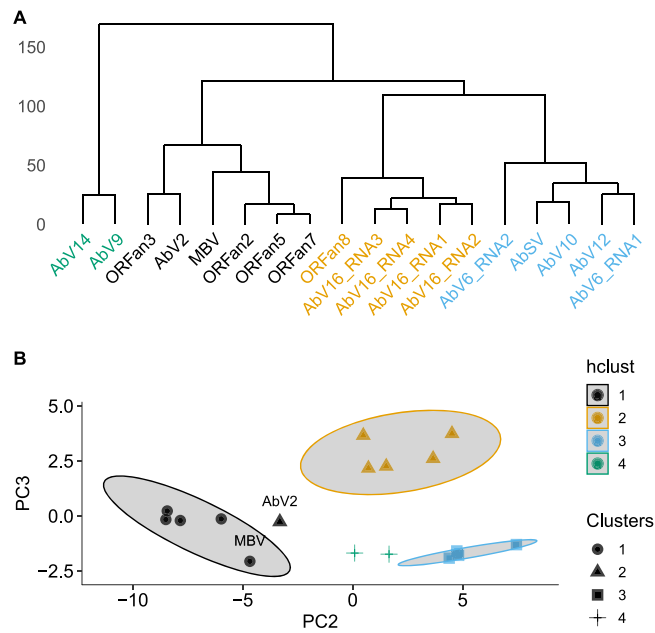 A
150
100
50
0
AbV14
AbV9
ORFan3
AbV2
MBV
ORFan2
ORFan5
ORFan7
ORFan8
AbV16_RNA3
AbV16_RNA4
AbV16_RNA1
AbV16_RNA2
AbV6_RNA2
AbSV
AbV10
AbV12
AbV6_RNA1
B
5.0
2.5
0.0
−2.5
PC3
AbV2
MBV
−10
−5
0
5
PC2
hclust
1
2
3
4
Clusters
1
2
3
4